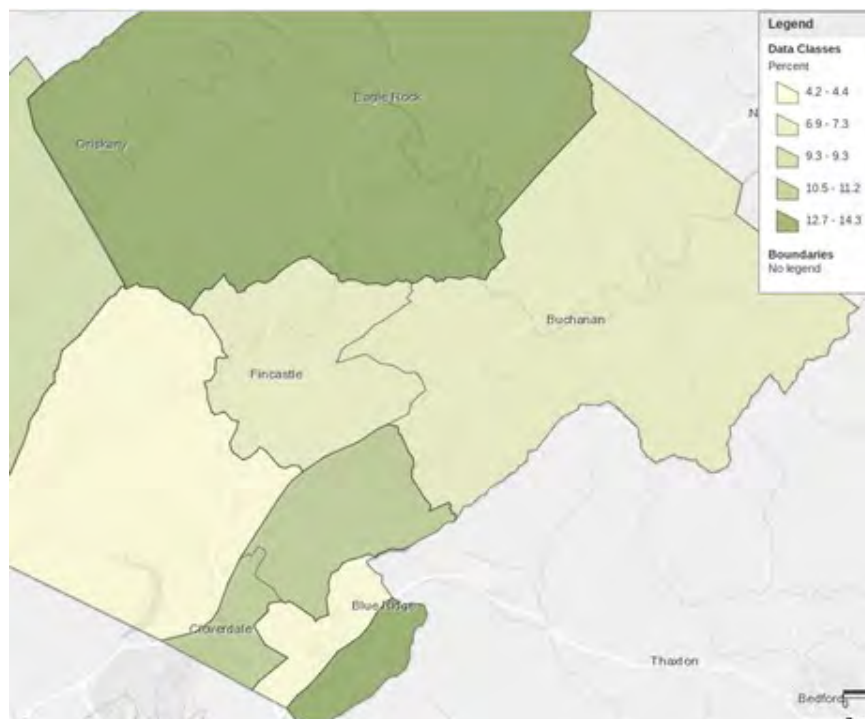 Legend
Data Classes
Percent
4.2 - 4.4
6.9 - 7.3
9.3 - 9.3
10.5 - 11.2
12.7 - 14.3
Boundaries
No legend
Eagle Rock
Oriskany
N
Buchanan
Fincastle
Blue Ridge
Cloverdale
Thaxton
Bedford
0